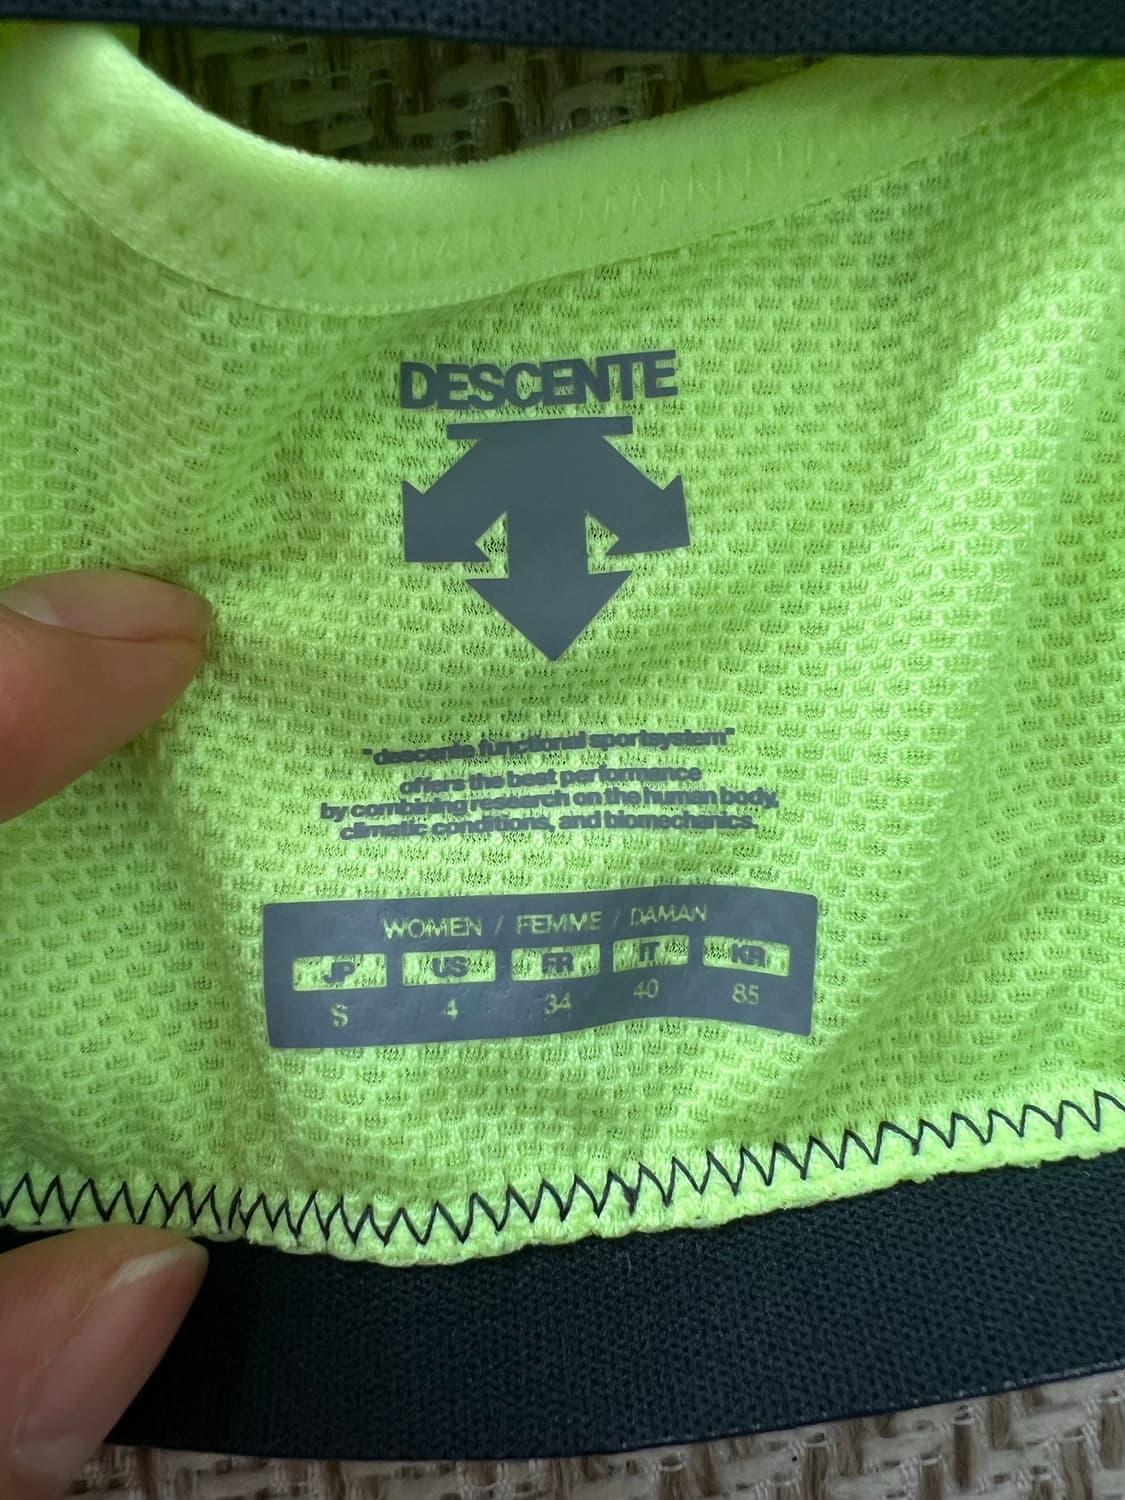 DESCENTE
"descente functional sportsystem"
offers the best performance
by combining research on the human body,
climatic conditions, and biomechanics.
WOMEN / FEMME / DAMAN
JP US FR IT KR
S 4 34 40 85